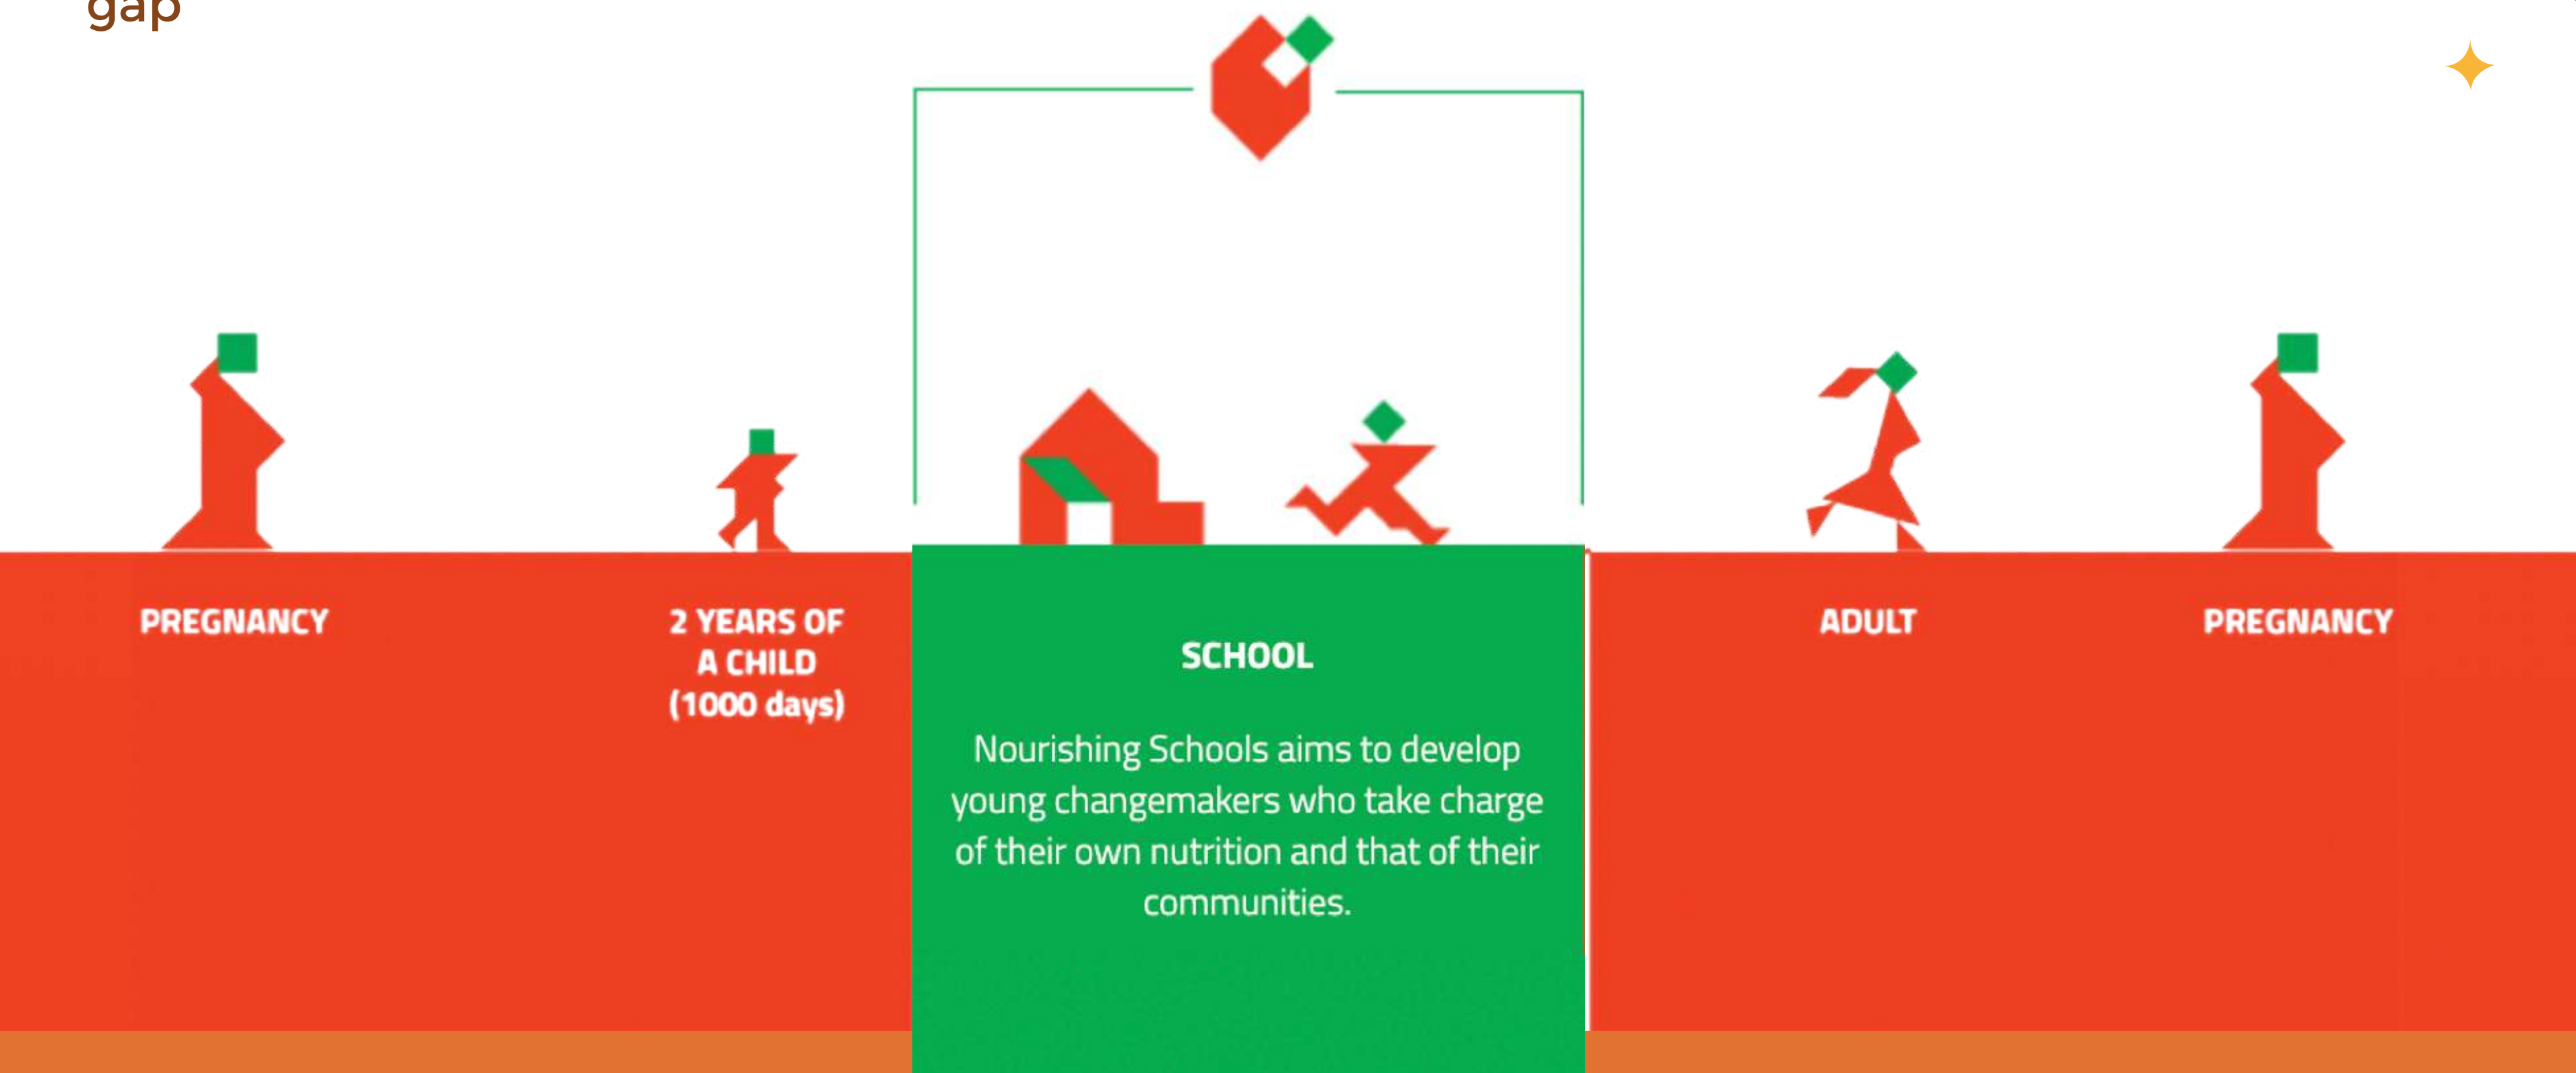 gap
PREGNANCY
2 YEARS OF
A CHILD
(1000 days)
SCHOOL
Nourishing Schools aims to develop
young changemakers who take charge
of their own nutrition and that of their
communities.
ADULT
PREGNANCY